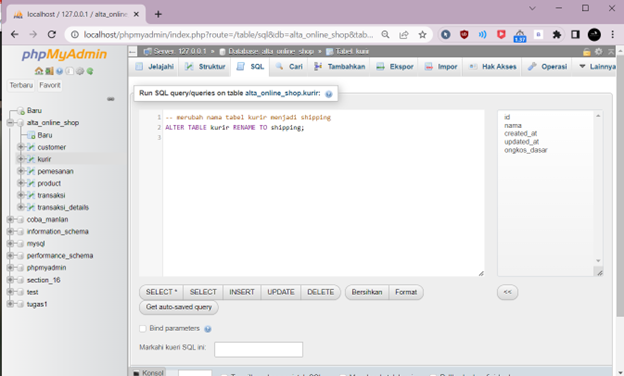 localhost / 127.0.0.1 / alta_online
localhost/phpmyadmin/index.php?route=/table/sql&db=alta_online_shop&tab...
1,37
phpMyAdmin
Terbaru Favorit
Baru
alta_online_shop
Baru
customer
kurir
pemesanan
product
transaksi
transaksi_details
coba_manlan
information_schema
mysql
performance_schema
phpmyadmin
section_16
test
tugas1
Server: 127.0.0.1 » Database: alta_online_shop » Tabel: kurir
Jelajahi Struktur SQL Cari Tambahkan Ekspor Impor Hak Akses Operasi Lainnya
Run SQL query/queries on table alta_online_shop.kurir:
1 -- merubah nama tabel kurir menjadi shipping
2 ALTER TABLE kurir RENAME TO shipping;
3
id
nama
created_at
updated_at
ongkos_dasar
SELECT * SELECT INSERT UPDATE DELETE Bersihkan Format <<
Get auto-saved query
Bind parameters
Markahi kueri SQL ini:
Konsol